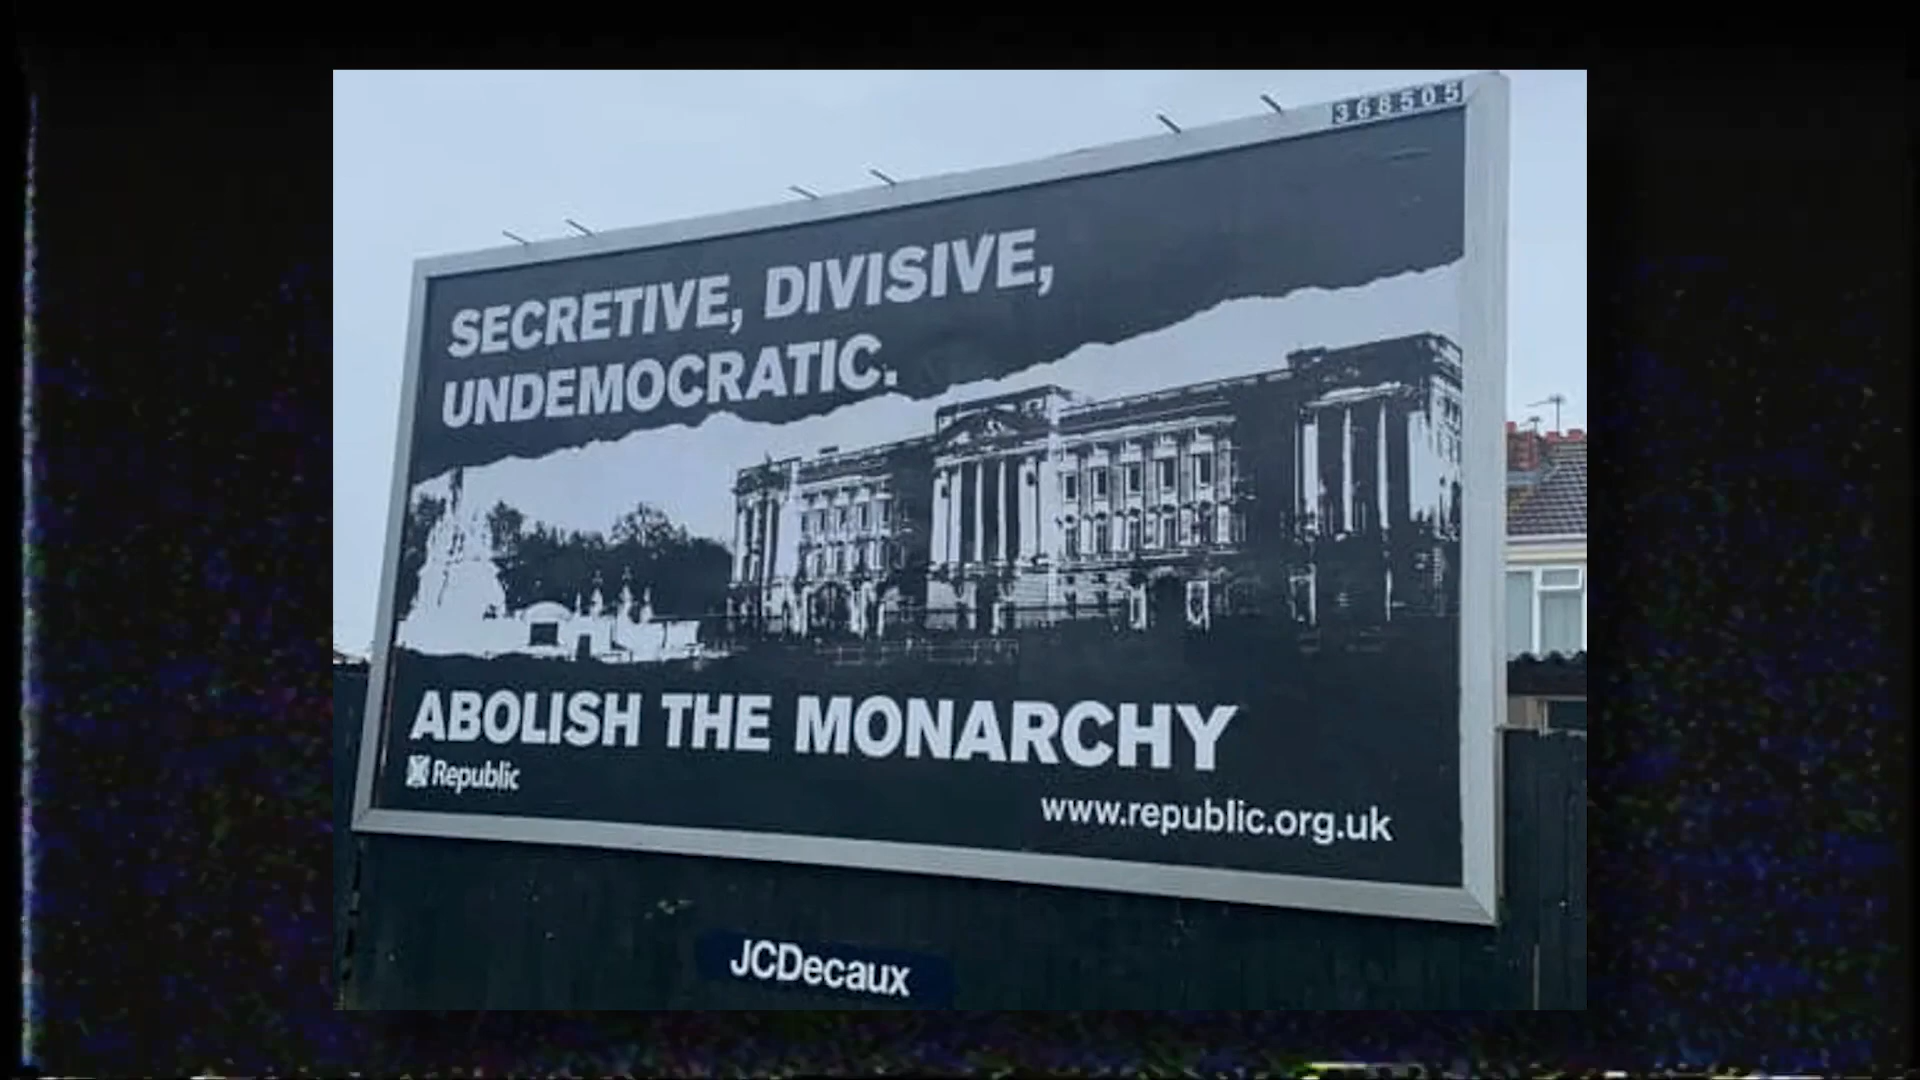 368505
SECRETIVE, DIVISIVE,
UNDEMOCRATIC.
ABOLISH THE MONARCHY
Republic
www.republic.org.uk
JCDecaux